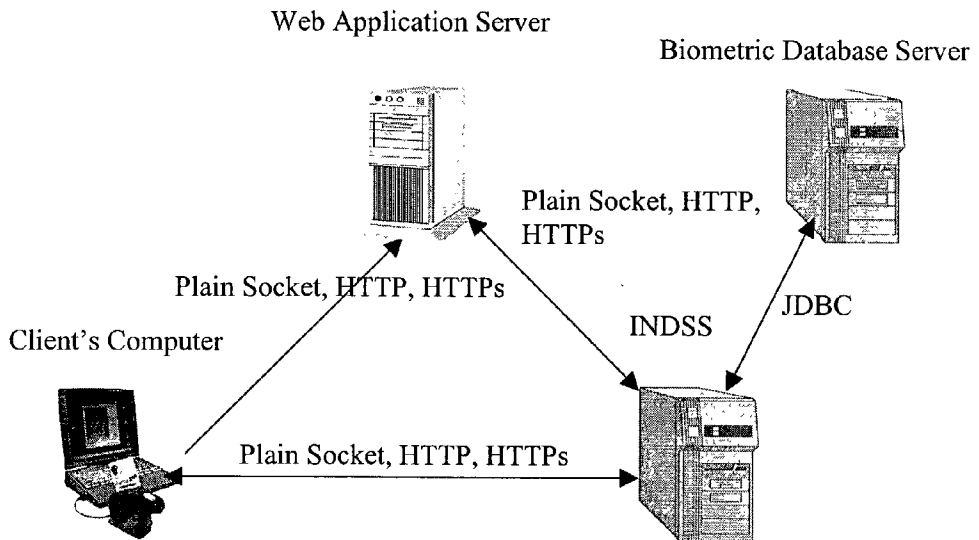 Web Application Server
Biometric Database Server
Plain Socket, HTTP,
HTTPs
Plain Socket, HTTP, HTTPs
INDSS
JDBC
Client's Computer
Plain Socket, HTTP, HTTPs